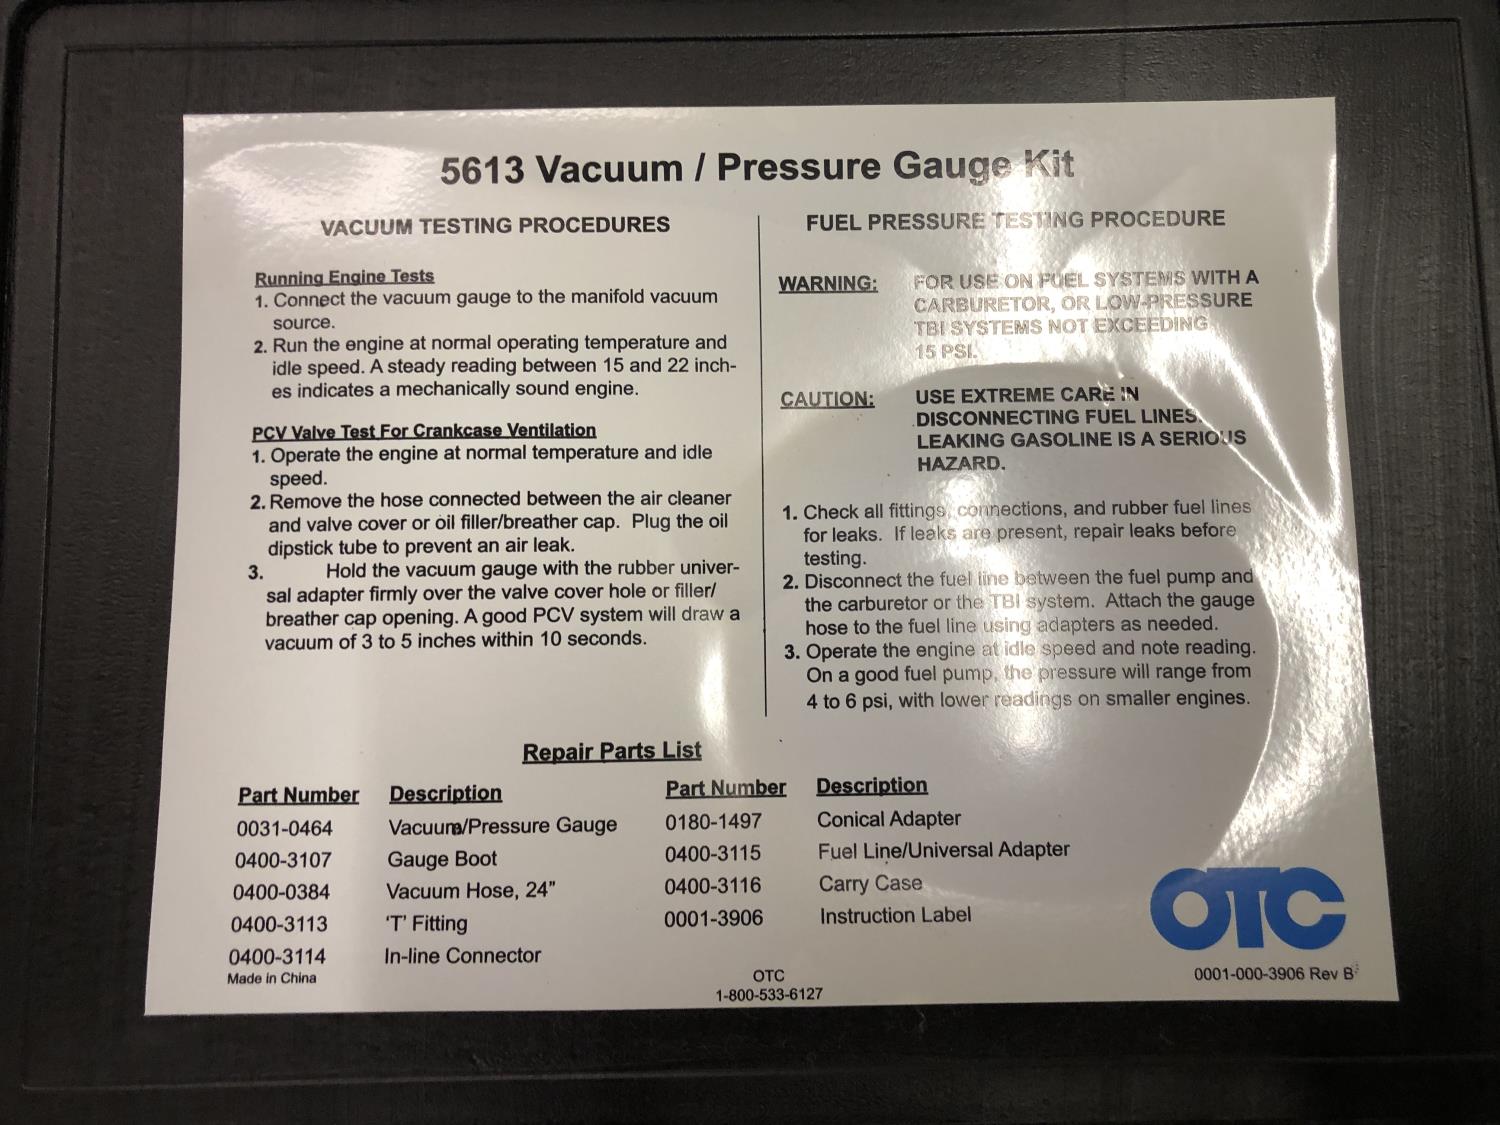 5613 Vacuum / Pressure Gauge Kit
VACUUM TESTING PROCEDURES
Running Engine Tests
1. Connect the vacuum gauge to the manifold vacuum
source.
2. Run the engine at normal operating temperature and
idle speed. A steady reading between 15 and 22 inch-
es indicates a mechanically sound engine.
PCV Valve Test For Crankcase Ventilation
1. Operate the engine at normal temperature and idle
speed.
2. Remove the hose connected between the air cleaner
and valve cover or oil filler/breather cap. Plug the oil
dipstick tube to prevent an air leak.
3. Hold the vacuum gauge with the rubber univer-
sal adapter firmly over the valve cover hole or filler/
breather cap opening. A good PCV system will draw a
vacuum of 3 to 5 inches within 10 seconds.
FUEL PRESSURE TESTING PROCEDURE
WARNING: FOR USE ON FUEL SYSTEMS WITH A
CARBURETOR, OR LOW-PRESSURE
TBI SYSTEMS NOT EXCEEDING
15 PSI.
CAUTION: USE EXTREME CARE IN
DISCONNECTING FUEL LINES.
LEAKING GASOLINE IS A SERIOUS
HAZARD.
1. Check all fittings, connections, and rubber fuel lines
for leaks. If leaks are present, repair leaks before
testing.
2. Disconnect the fuel line between the fuel pump and
the carburetor or the TBI system. Attach the gauge
hose to the fuel line using adapters as needed.
3. Operate the engine at idle speed and note reading.
On a good fuel pump, the pressure will range from
4 to 6 psi, with lower readings on smaller engines.
Repair Parts List
Part Number Description Part Number Description
0031-0464 Vacuum/Pressure Gauge 0180-1497 Conical Adapter
0400-3107 Gauge Boot 0400-3115 Fuel Line/Universal Adapter
0400-0384 Vacuum Hose, 24" 0400-3116 Carry Case
0400-3113 'T' Fitting 0001-3906 Instruction Label
0400-3114 In-line Connector
Made in China
OTC
1-800-533-6127
OTC
0001-000-3906 Rev B